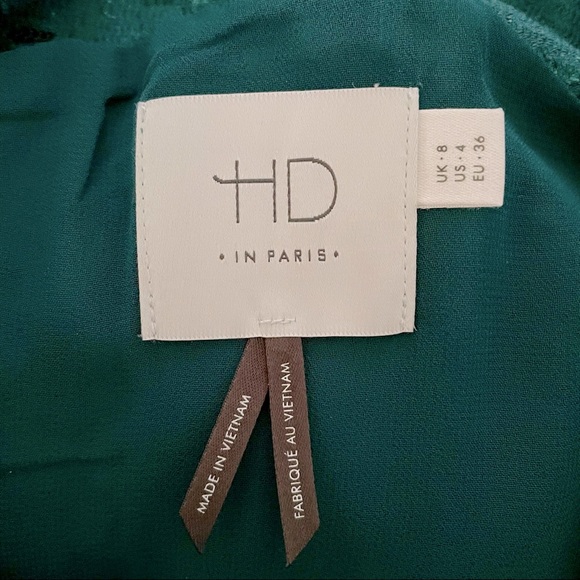 HD
• IN PARIS •
UK • 8
US • 4
EU • 36
MADE IN VIETNAM
FABRIQUÉ AU VIETNAM